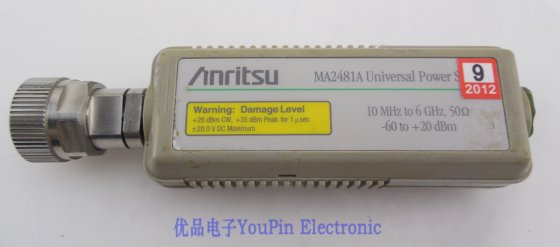 Anritsu
MA2481A Universal Power S
9
2012
Warning: Damage Level
+26 dBm CW, +35 dBm Peak for 1 µsec
±20.0 V DC Maximum
10 MHz to 6 GHz, 50Ω
-60 to +20 dBm
优品电子YouPin Electronic